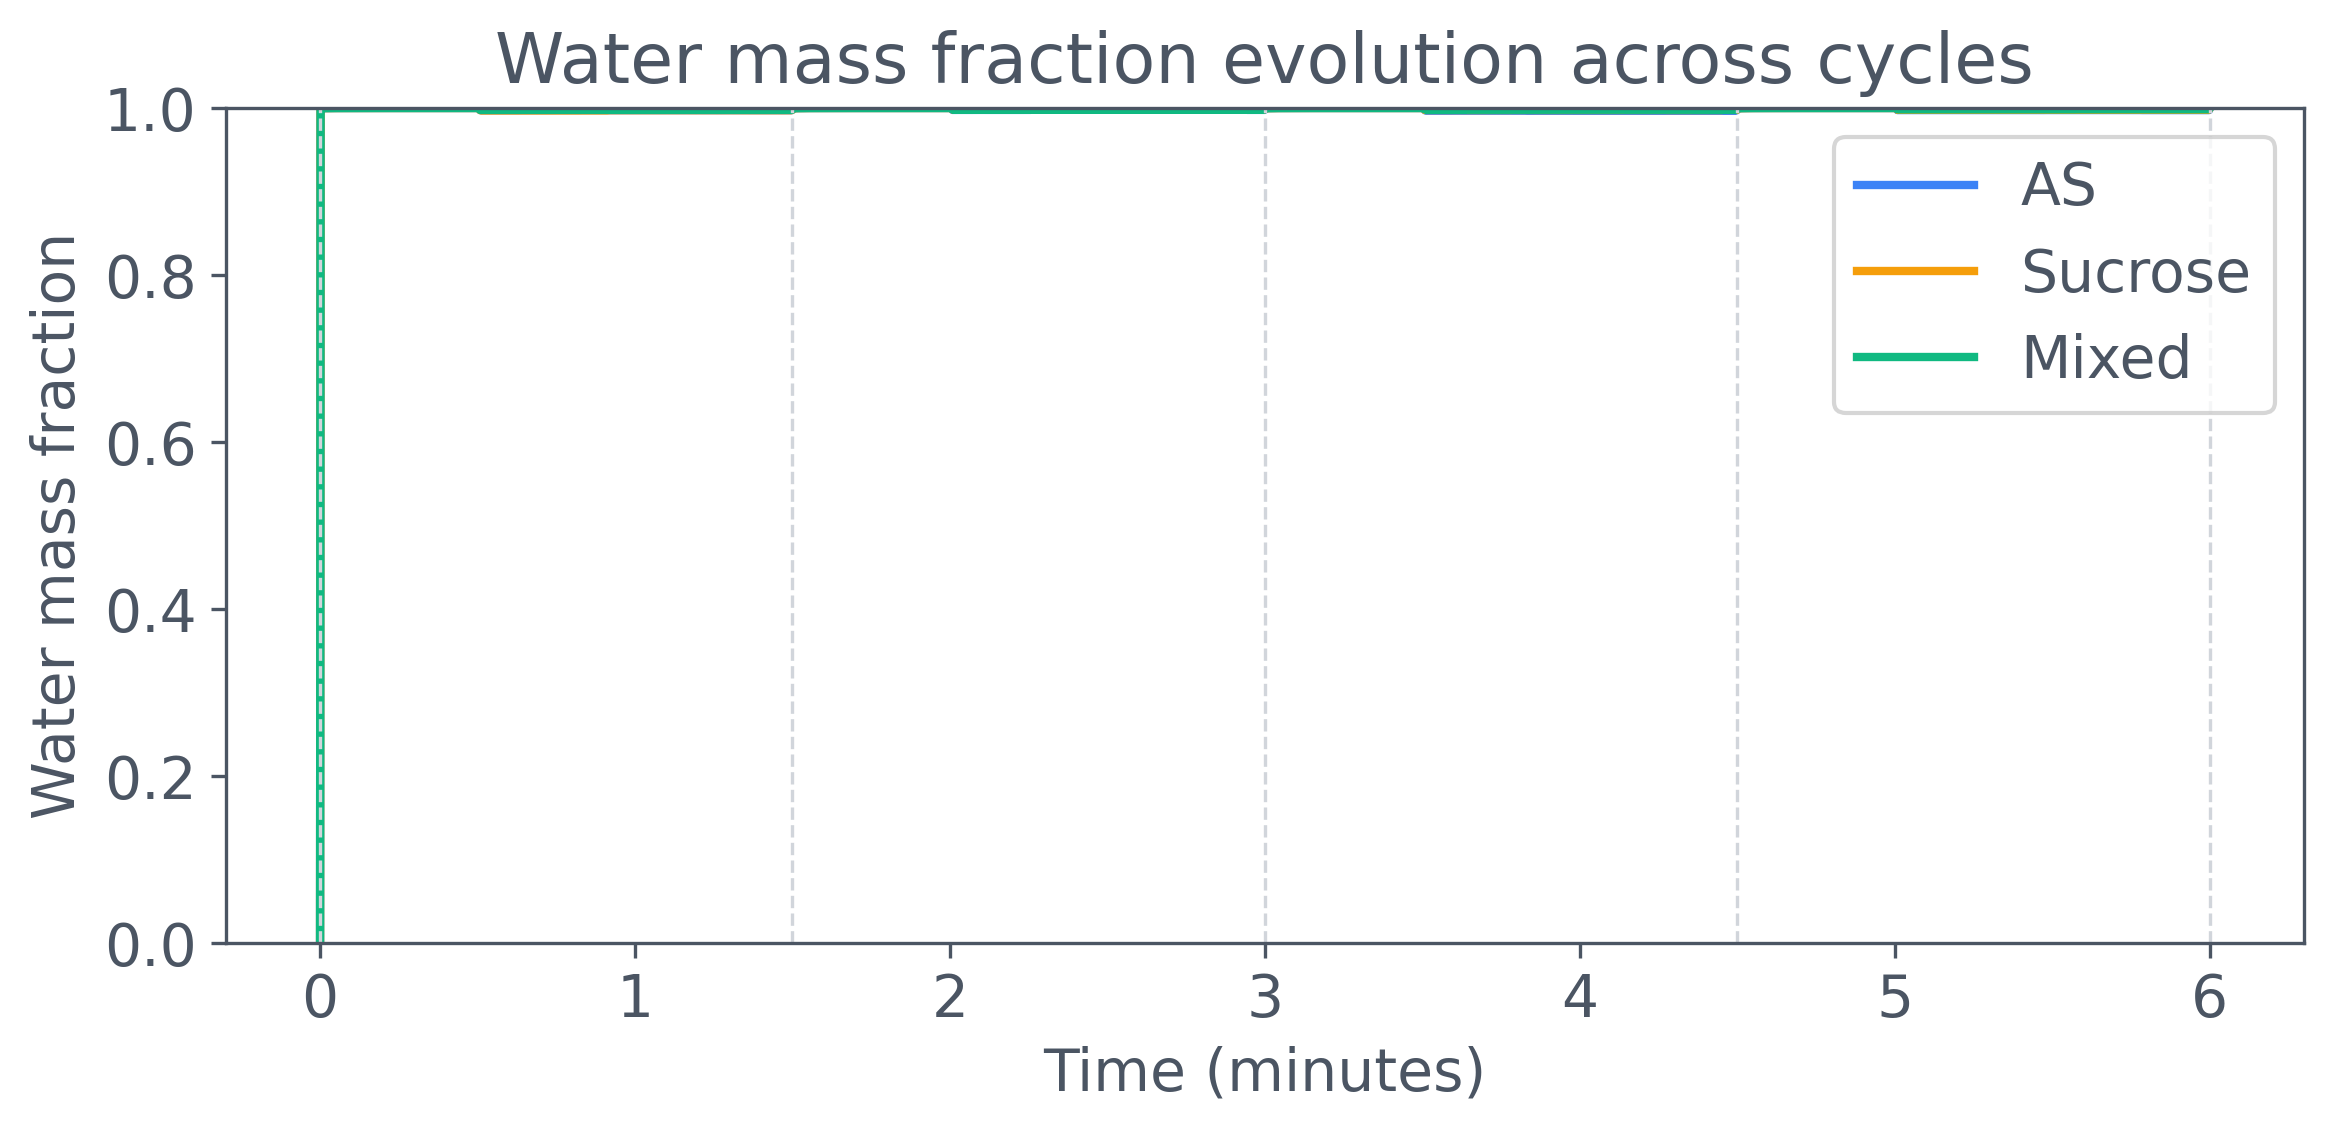 Water mass fraction evolution across cycles
Water mass fraction
1.0
0.8
0.6
0.4
0.2
0.0
AS
Sucrose
Mixed
0 1 2 3 4 5 6
Time (minutes)